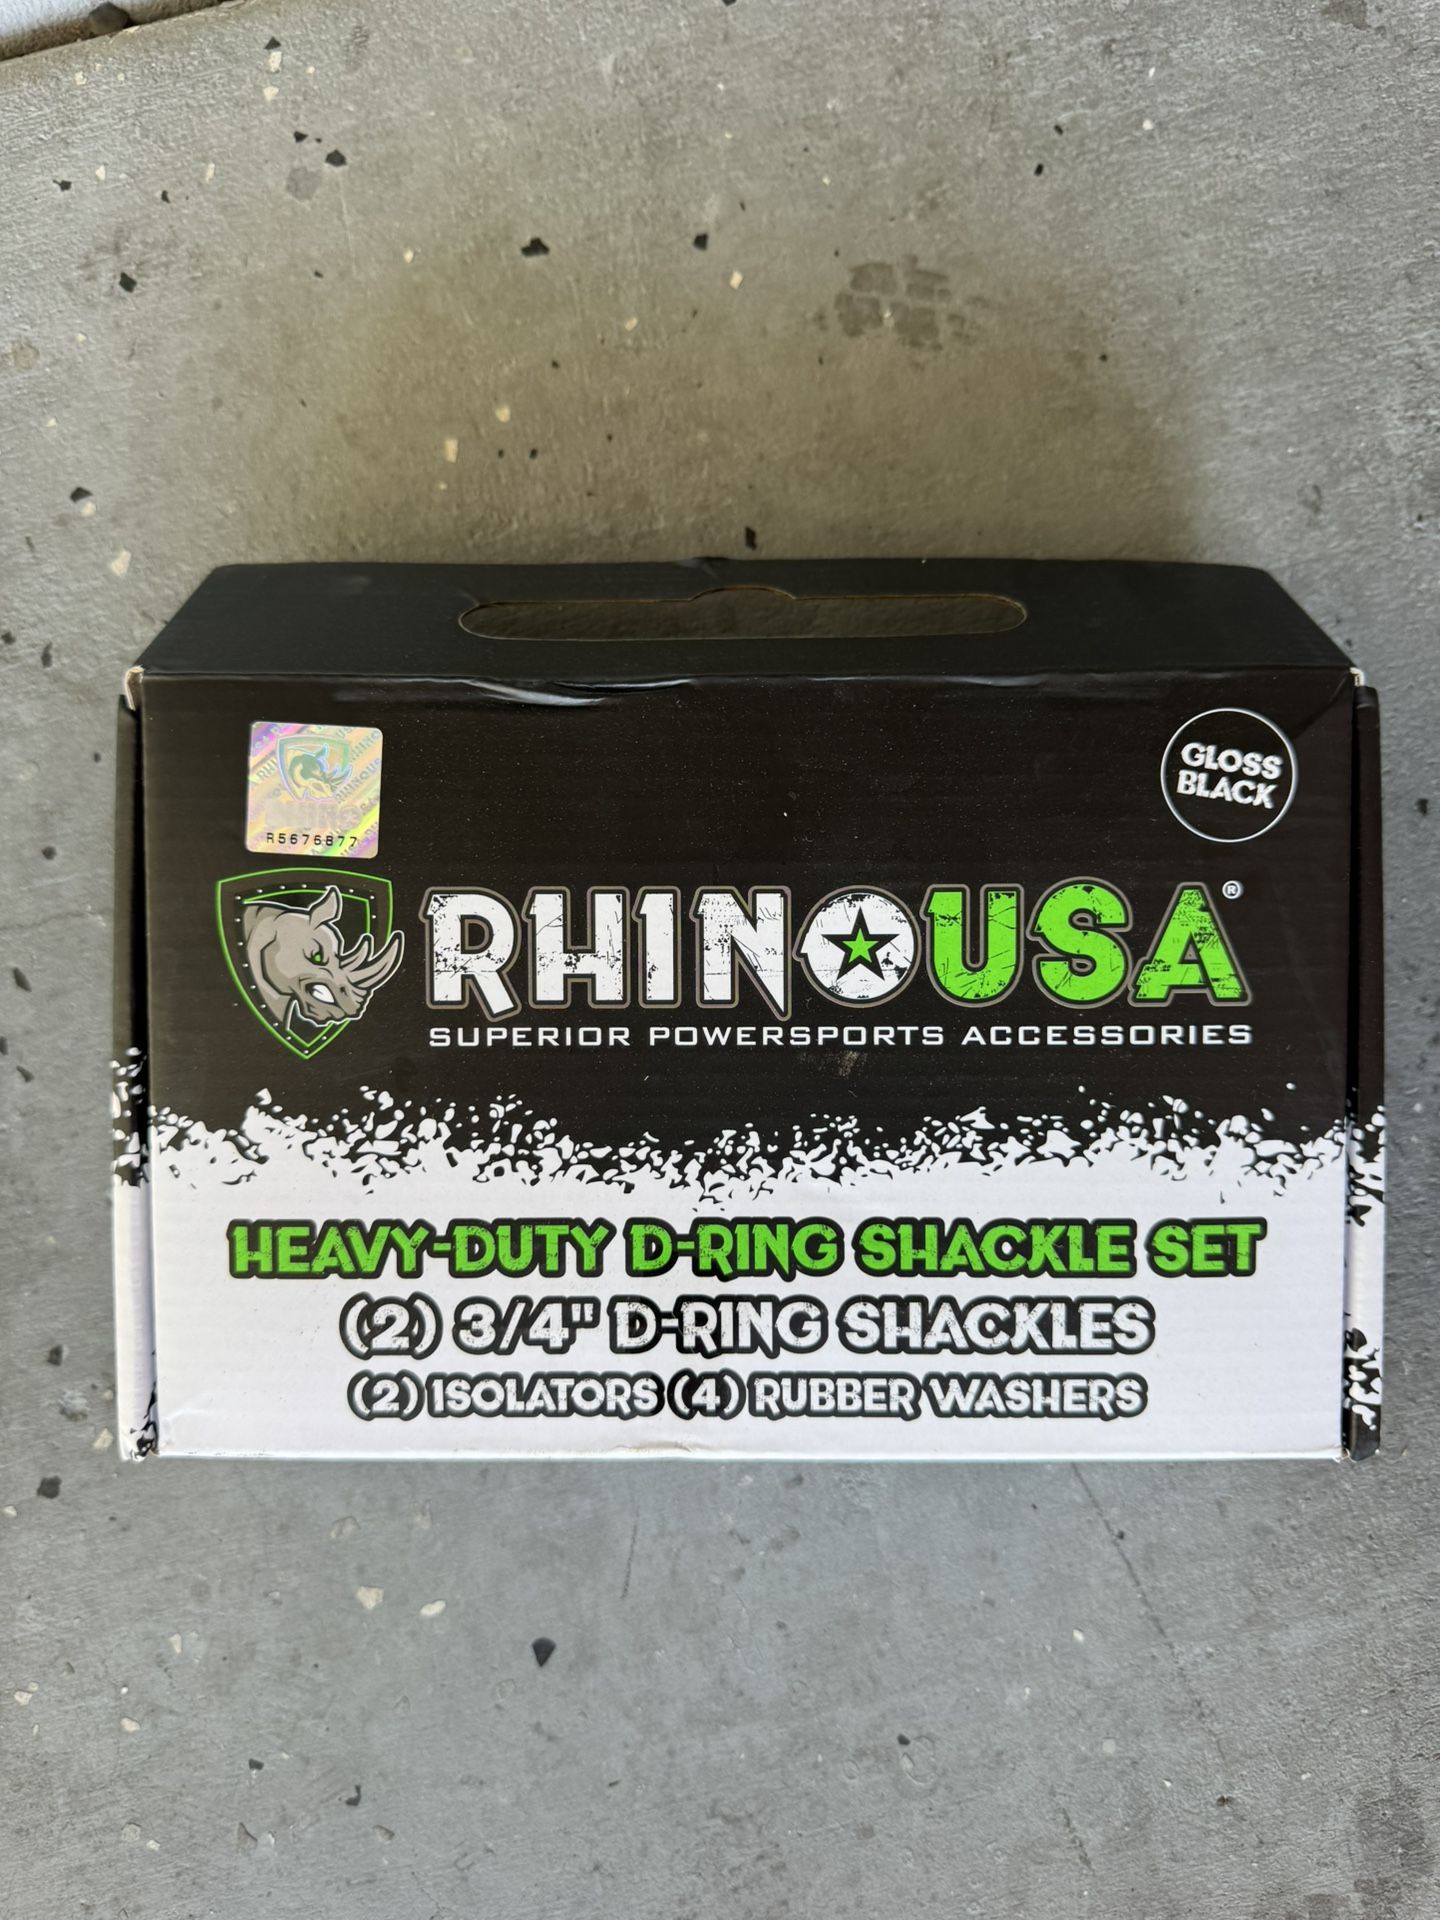 GLOSS
BLACK
R5676877
RHINOUSA®
SUPERIOR POWERSPORTS ACCESSORIES
HEAVY-DUTY D-RING SHACKLE SET
(2) 3/4" D-RING SHACKLES
(2) ISOLATORS (4) RUBBER WASHERS